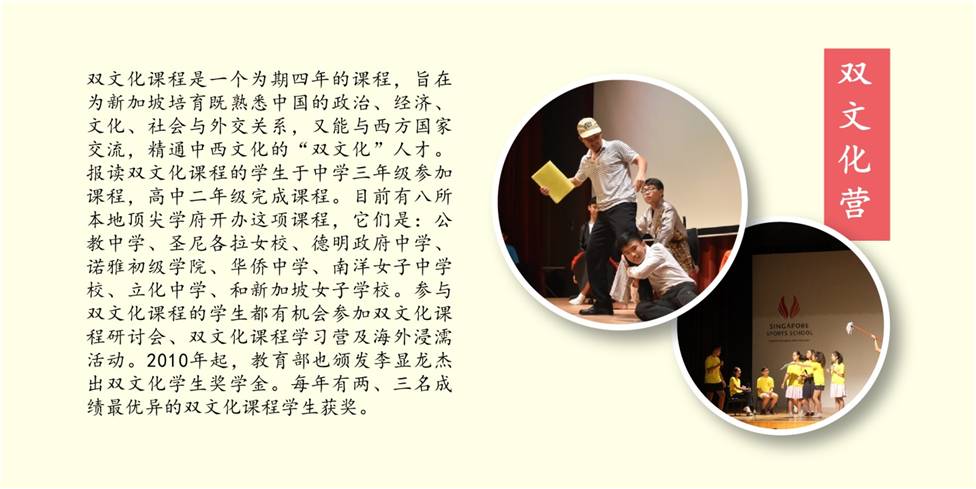 双文化课程是一个为期四年的课程，旨在
为新加坡培育既熟悉中国的政治、经济、
文化、社会与外交关系，又能与西方国家
交流，精通中西文化的“双文化”人才。
报读双文化课程的学生于中学三年级参加
课程，高中二年级完成课程。目前有八所
本地顶尖学府开办这项课程，它们是：公
教中学、圣尼各拉女校、德明政府中学、
诺雅初级学院、华侨中学、南洋女子中学
校、立化中学、和新加坡女子学校。参与
双文化课程的学生都有机会参加双文化课
程研讨会、双文化课程学习营及海外浸濡
活动。2010年起，教育部也颁发李显龙杰
出双文化学生奖学金。每年有两、三名成
绩最优异的双文化课程学生获奖。
双文化营
SINGAPORE
SPORTS SCHOOL